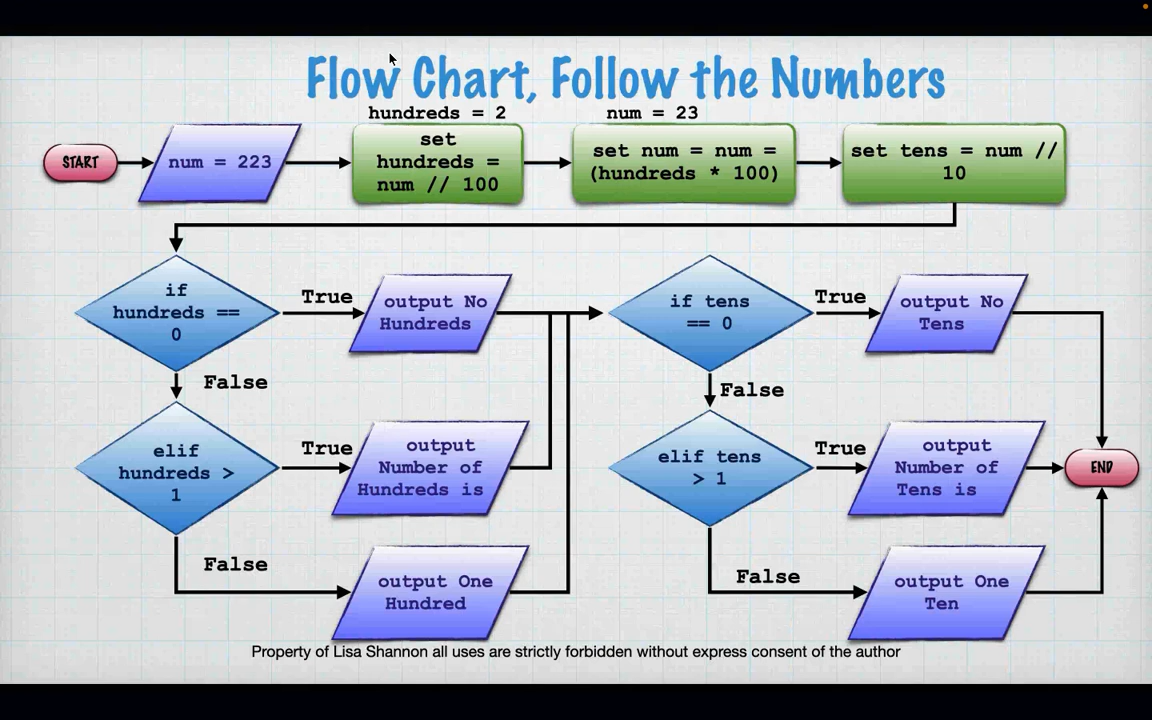 Flow Chart, Follow the Numbers
hundreds = 2
num = 23
START
num = 223
set
hundreds =
num // 100
set num = num =
(hundreds * 100)
set tens = num //
10
if
hundreds ==
0
True
output No
Hundreds
if tens
== 0
True
output No
Tens
False
False
elif
hundreds >
1
True
output
Number of
Hundreds is
elif tens
> 1
True
output
Number of
Tens is
END
False
output One
Hundred
False
output One
Ten
Property of Lisa Shannon all uses are strictly forbidden without express consent of the author